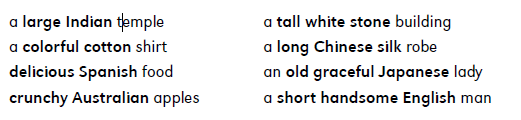 a large Indian temple
a colorful cotton shirt
delicious Spanish food
crunchy Australian apples
a tall white stone building
a long Chinese silk robe
an old graceful Japanese lady
a short handsome English man